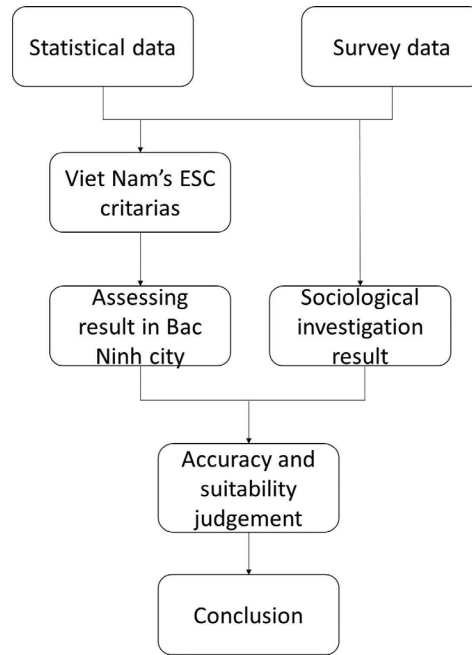 Statistical data
Survey data
Viet Nam's ESC
critarias
Assessing
result in Bac
Ninh city
Sociological
investigation
result
Accuracy and
suitability
judgement
Conclusion